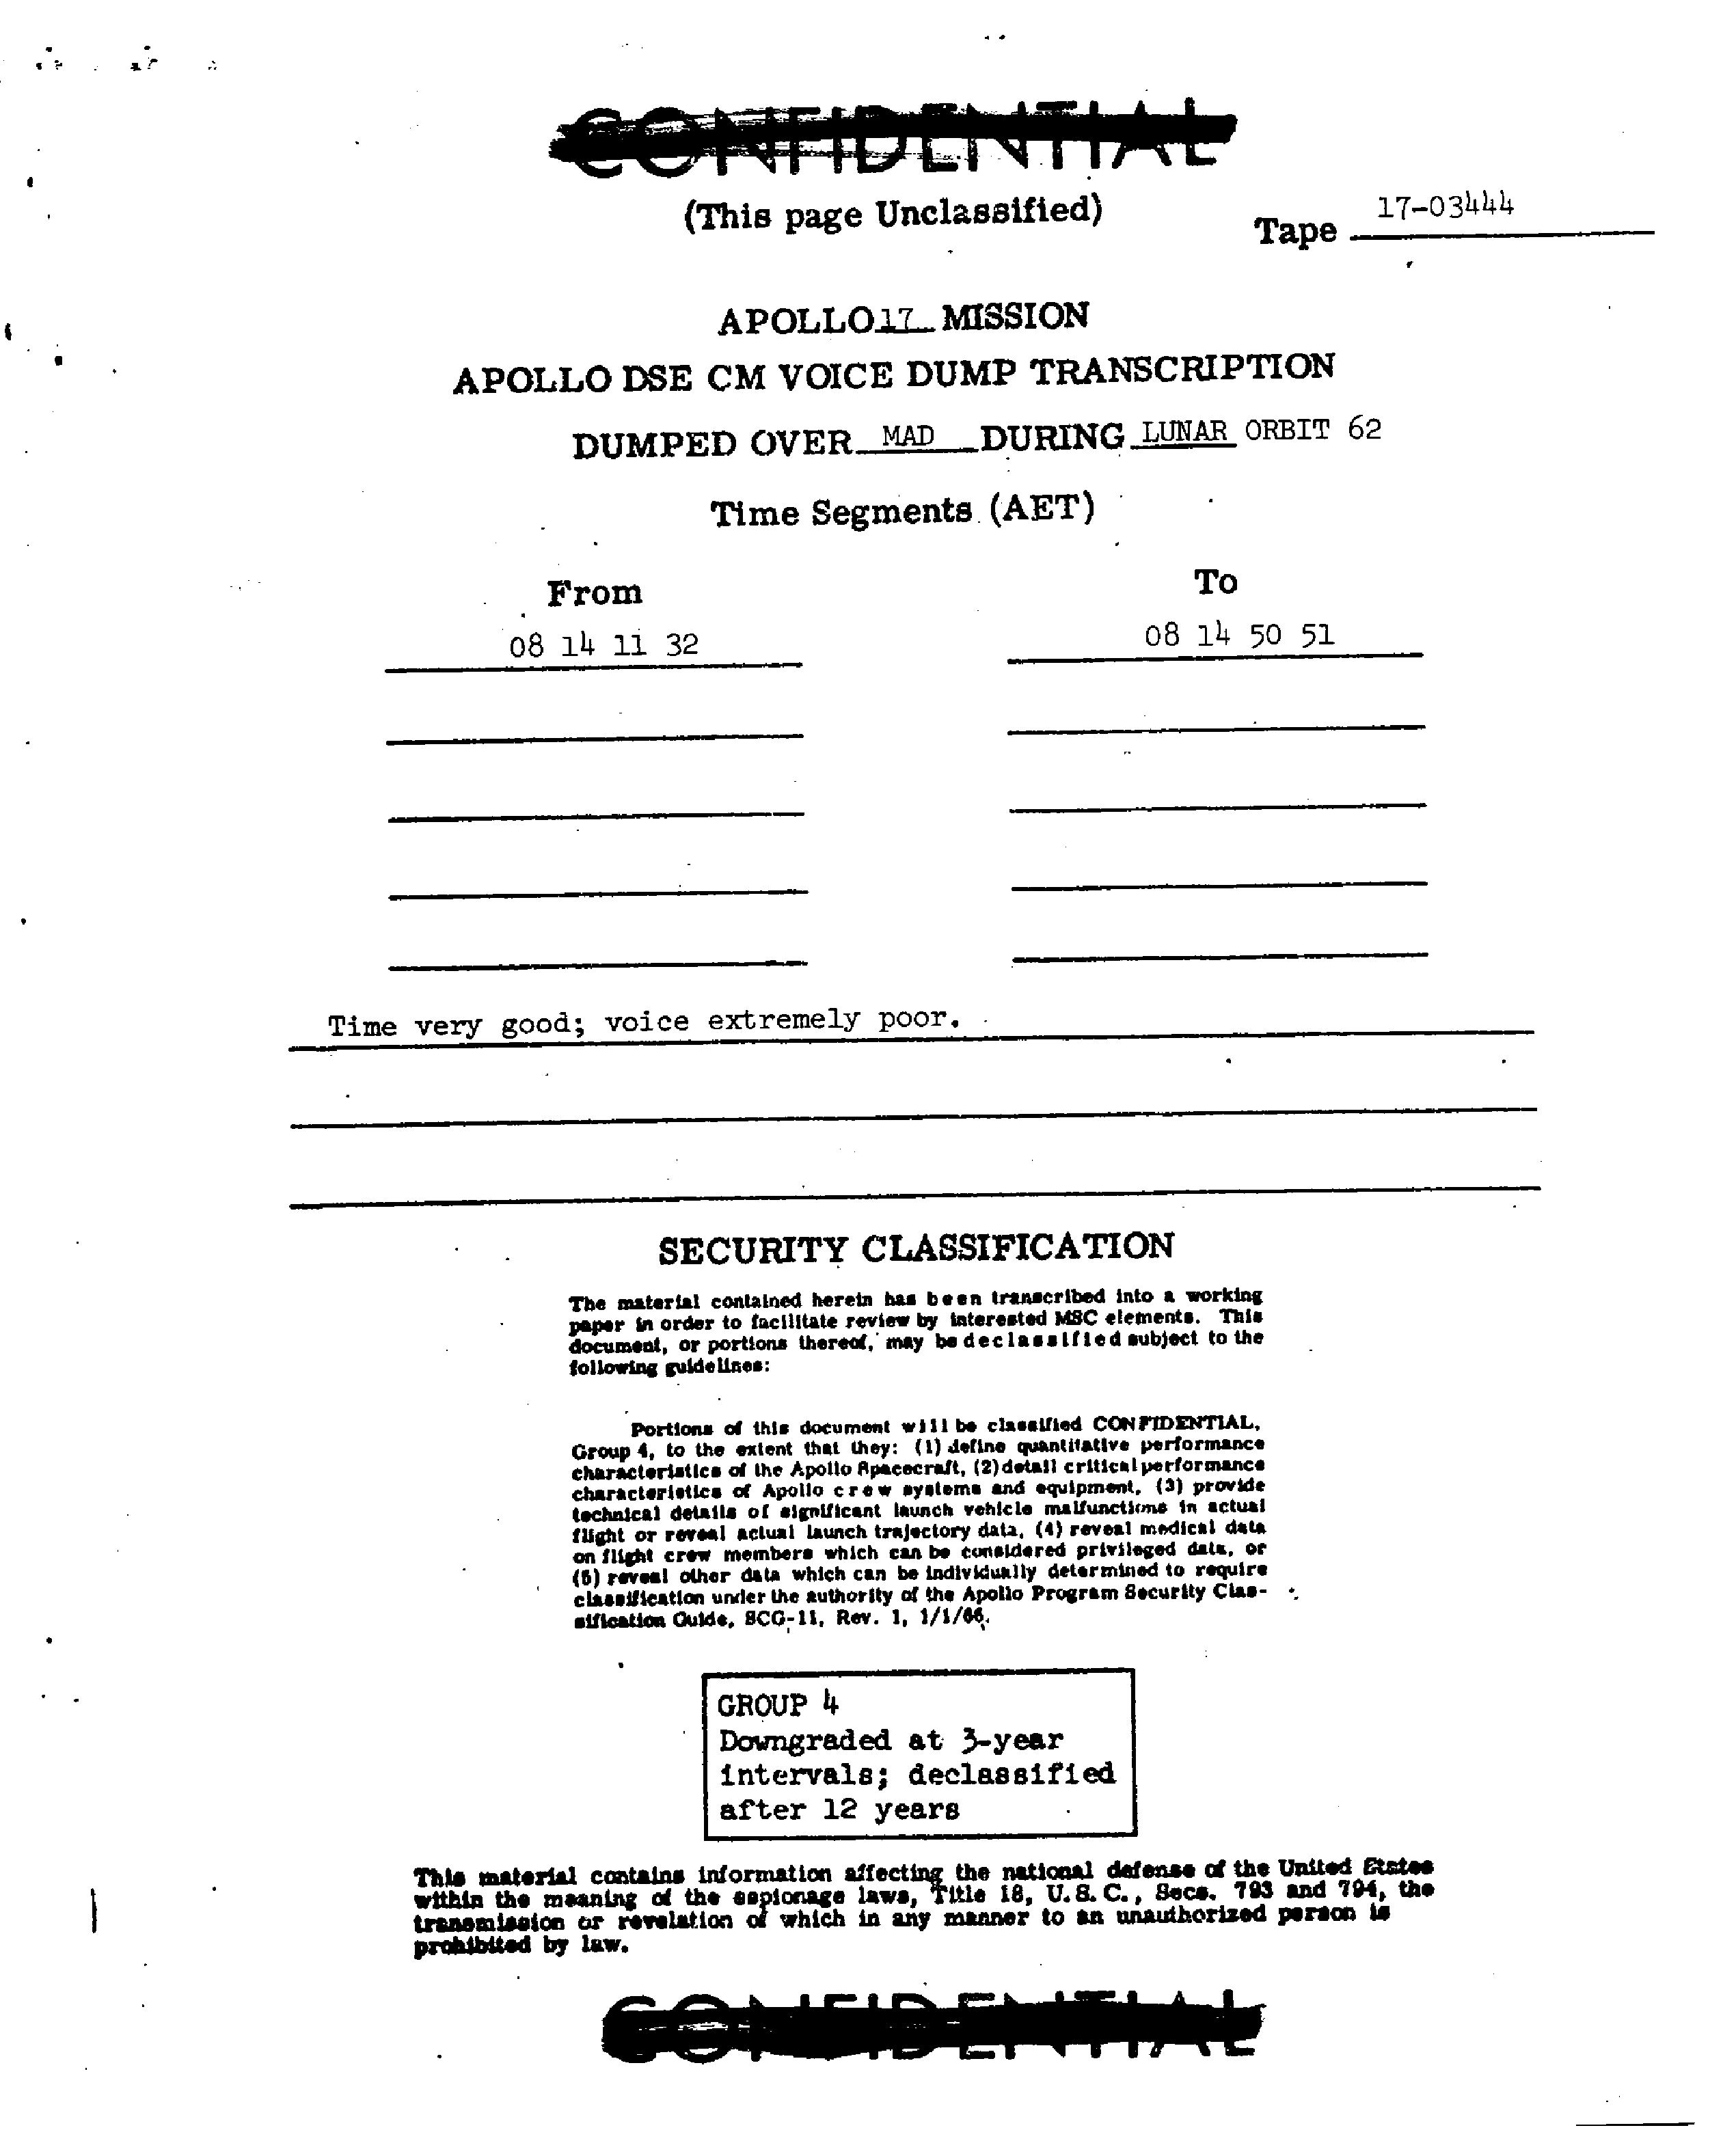 CONFIDENTIAL
(This page Unclassified)
Tape 17-03444
APOLLO 17 MISSION
APOLLO DSE CM VOICE DUMP TRANSCRIPTION
DUMPED OVER MAD DURING LUNAR ORBIT 62
Time Segments (AET)
From To
08 14 11 32 08 14 50 51
Time very good; voice extremely poor.
SECURITY CLASSIFICATION
The material contained herein has been transcribed into a working
paper in order to facilitate review by interested MSC elements. This
document, or portions thereof, may be declassified subject to the
following guidelines:
Portions of this document will be classified CONFIDENTIAL,
Group 4, to the extent that they: (1) define quantitative performance
characteristics of the Apollo Spacecraft, (2) detail critical performance
characteristics of Apollo crew systems and equipment, (3) provide
technical details of significant launch vehicle malfunctions in actual
flight or reveal actual launch trajectory data, (4) reveal medical data
on flight crew members which can be considered privileged data, or
(5) reveal other data which can be individually determined to require
classification under the authority of the Apollo Program Security Clas-
sification Guide, SCG-11, Rev. 1, 1/1/66.
GROUP 4
Downgraded at 3-year
intervals; declassified
after 12 years
This material contains information affecting the national defense of the United States
within the meaning of the espionage laws, Title 18, U.S.C., Secs. 793 and 794, the
transmission or revelation of which in any manner to an unauthorized person is
prohibited by law.
CONFIDENTIAL